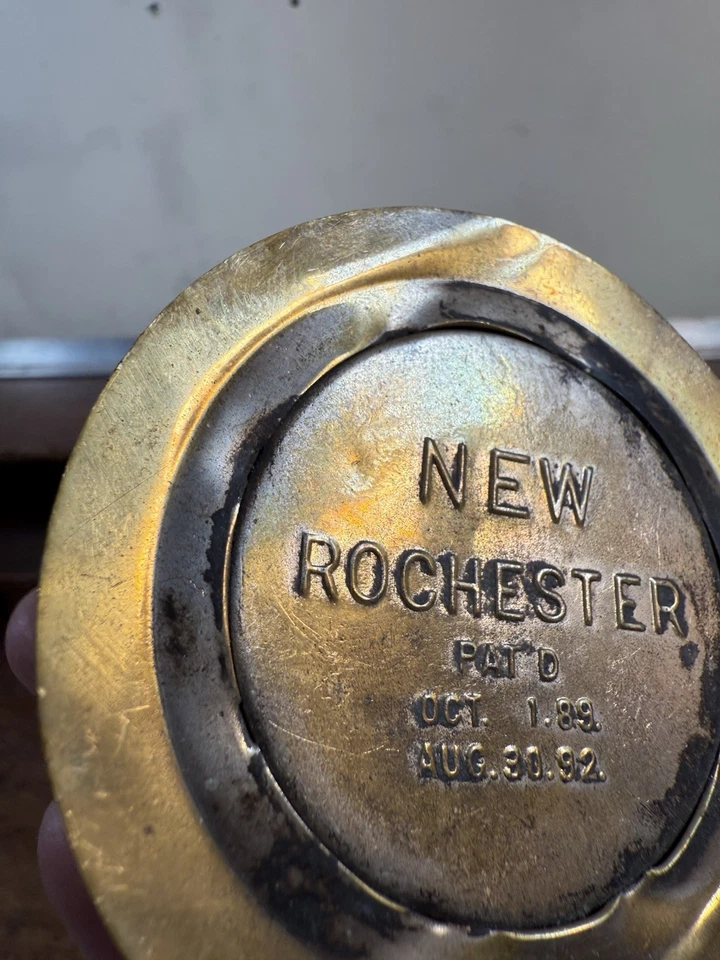 NEW
ROCHESTER
PAT'D
OCT. 1.89.
AUG.30.92.